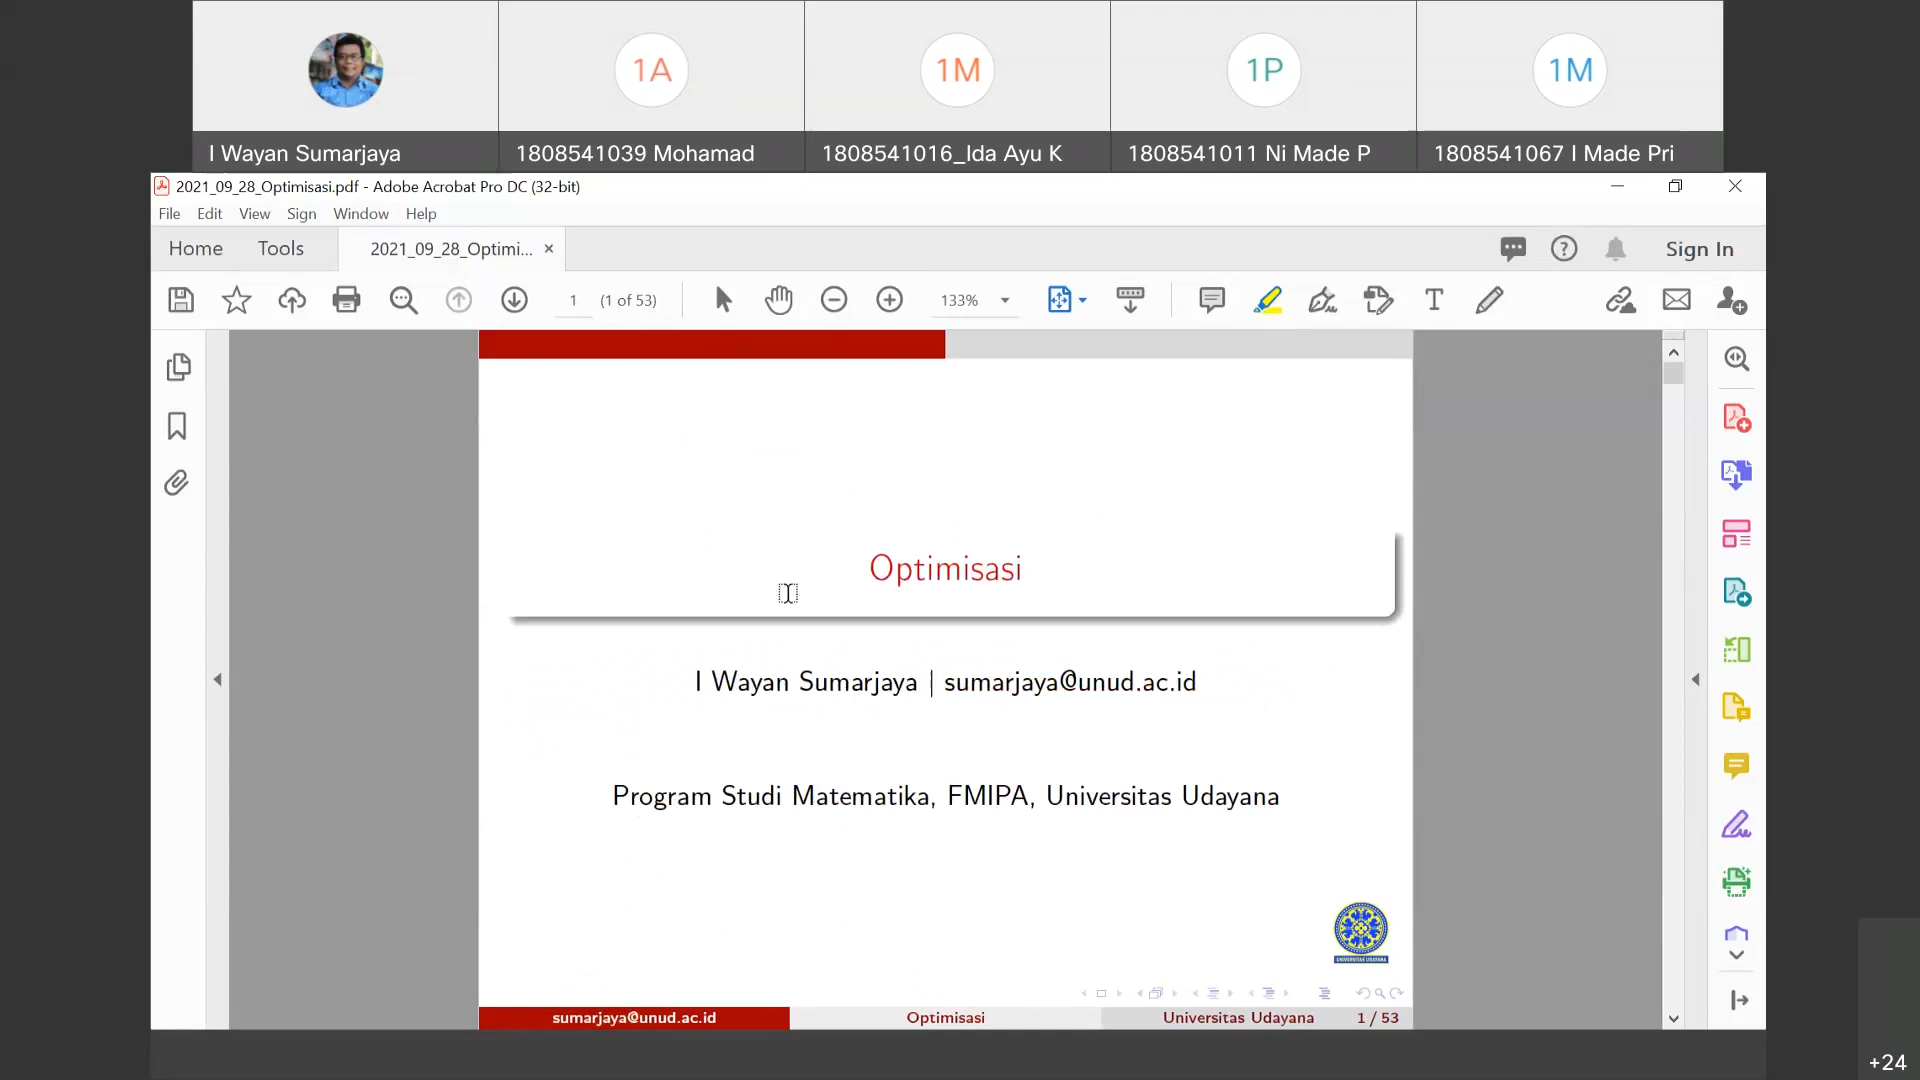 1A
1M
1P
1M
I Wayan Sumarjaya
1808541039 Mohamad
1808541016_Ida Ayu K
1808541011 Ni Made P
1808541067 I Made Pri
2021_09_28_Optimisasi.pdf - Adobe Acrobat Pro DC (32-bit)
File Edit View Sign Window Help
Home Tools 2021_09_28_Optimi... × Sign In
1 (1 of 53) 133%
Optimisasi
I Wayan Sumarjaya | sumarjaya@unud.ac.id
Program Studi Matematika, FMIPA, Universitas Udayana
UNIVERSITAS UDAYANA
sumarjaya@unud.ac.id Optimisasi Universitas Udayana 1 / 53
+24